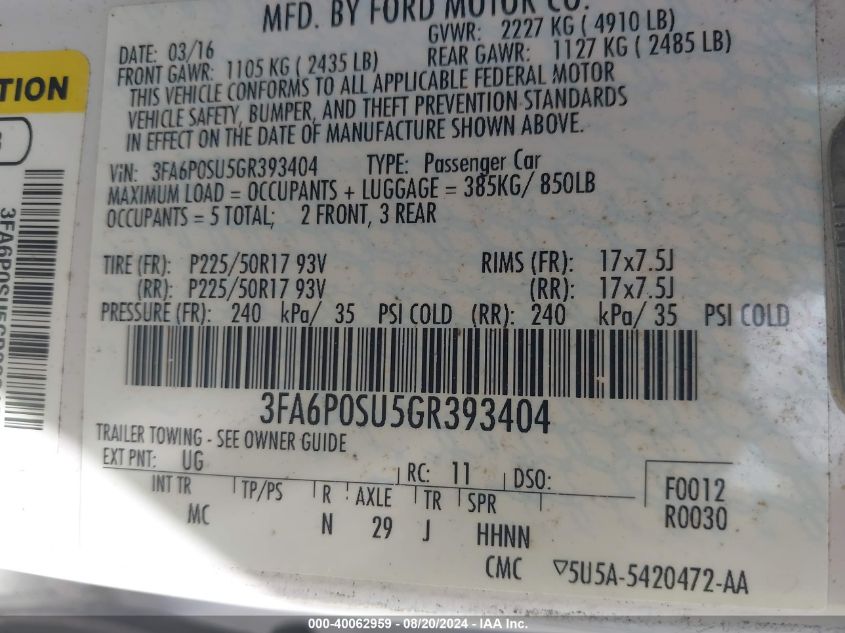 MFD. BY FORD MOTOR CO.
DATE: 03/16
GVWR: 2227 KG ( 4910 LB)
FRONT GAWR: 1105 KG ( 2435 LB)
REAR GAWR: 1127 KG ( 2485 LB)
THIS VEHICLE CONFORMS TO ALL APPLICABLE FEDERAL MOTOR
VEHICLE SAFETY, BUMPER, AND THEFT PREVENTION STANDARDS
IN EFFECT ON THE DATE OF MANUFACTURE SHOWN ABOVE.
VIN: 3FA6P0SU5GR393404 TYPE: Passenger Car
MAXIMUM LOAD = OCCUPANTS + LUGGAGE = 385KG/ 850LB
OCCUPANTS = 5 TOTAL; 2 FRONT, 3 REAR
TIRE (FR): P225/50R17 93V RIMS (FR): 17x7.5J
(RR): P225/50R17 93V (RR): 17x7.5J
PRESSURE (FR): 240 kPa/ 35 PSI COLD (RR): 240 kPa/ 35 PSI COLD
3FA6P0SU5GR393404
TRAILER TOWING - SEE OWNER GUIDE
EXT PNT: UG RC: 11 DSO:
INT TR TP/PS R AXLE TR SPR
MC N 29 J HHNN
F0012
R0030
CMC ▽5U5A-5420472-AA
TION
000-40062959 - 08/20/2024 - IAAI.com